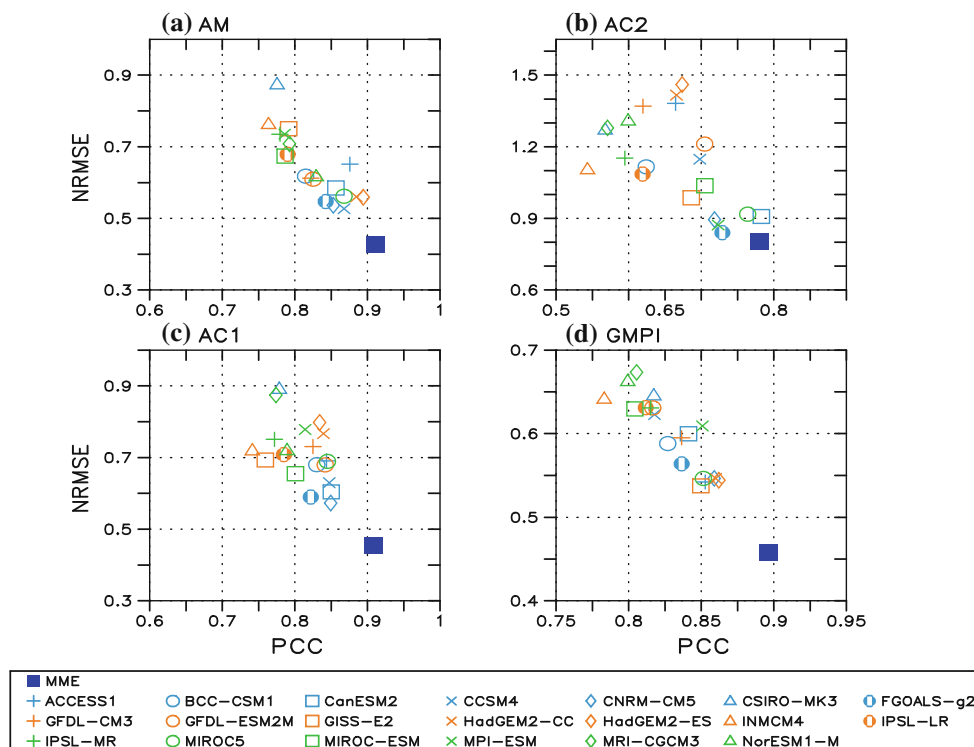 (a) AM
(b) AC2
NRMSE
0.9
0.7
0.5
0.3
0.6 0.7 0.8 0.9 1
1.5
1.2
0.9
0.6
0.5 0.65 0.8
(c) AC1
(d) GMPI
NRMSE
0.9
0.7
0.5
0.3
0.6 0.7 0.8 0.9 1
PCC
0.7
0.6
0.5
0.4
0.75 0.8 0.85 0.9 0.95
PCC
MME
ACCESS1 BCC-CSM1 CanESM2 CCSM4 CNRM-CM5 CSIRO-MK3 FGOALS-g2
GFDL-CM3 GFDL-ESM2M GISS-E2 HadGEM2-CC HadGEM2-ES INMCM4 IPSL-LR
IPSL-MR MIROC5 MIROC-ESM MPI-ESM MRI-CGCM3 NorESM1-M